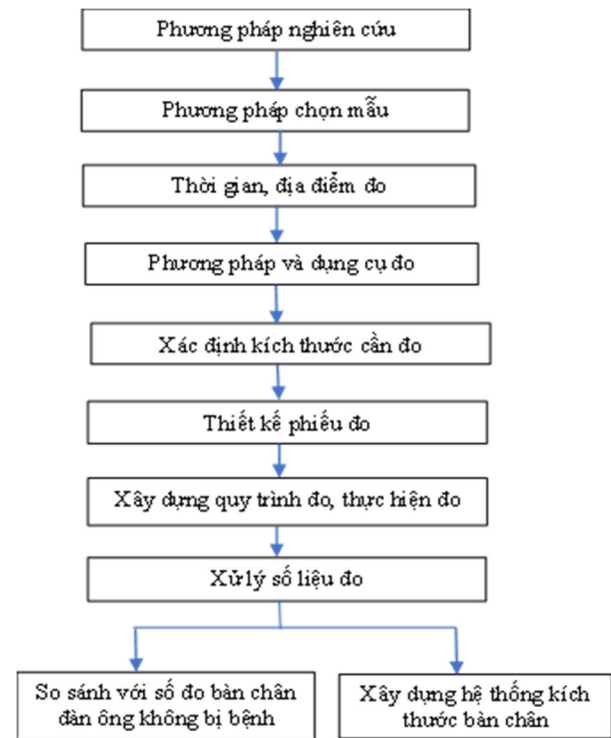 Phương pháp nghiên cứu
Phương pháp chọn mẫu
Thời gian, địa điểm đo
Phương pháp và dụng cụ đo
Xác định kích thước cần đo
Thiết kế phiếu đo
Xây dựng quy trình đo, thực hiện đo
Xử lý số liệu đo
So sánh với số đo bàn chân
đàn ông không bị bệnh
Xây dựng hệ thống kích
thước bàn chân